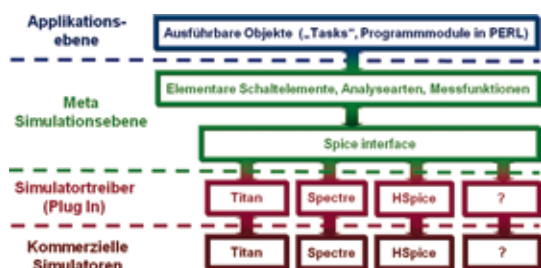 Applikations-
ebene
Ausführbare Objekte („Tasks“, Programmmodule in PERL)
Meta
Simulationsebene
Elementare Schaltelemente, Analysearten, Messfunktionen
Spice interface
Simulatortreiber
(Plug In)
Titan Spectre HSpice ?
Kommerzielle
Simulatoren
Titan Spectre HSpice ?